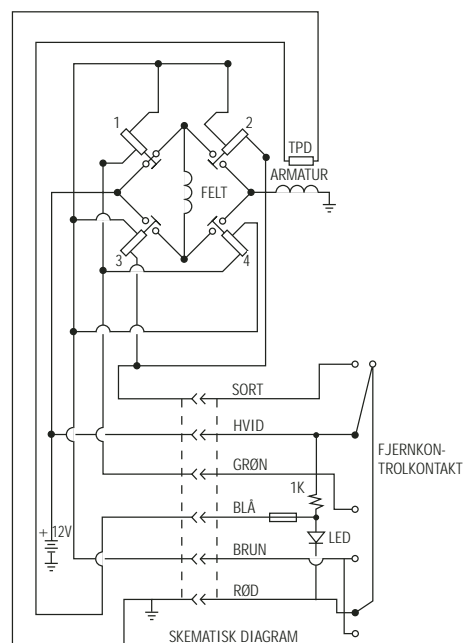 1
2
TPD
ARMATUR
FELT
3
4
SORT
HVID
FJERNKON-
TROLKONTAKT
GRØN
1K
BLÅ
+ 12V
LED
BRUN
RØD
SKEMATISK DIAGRAM